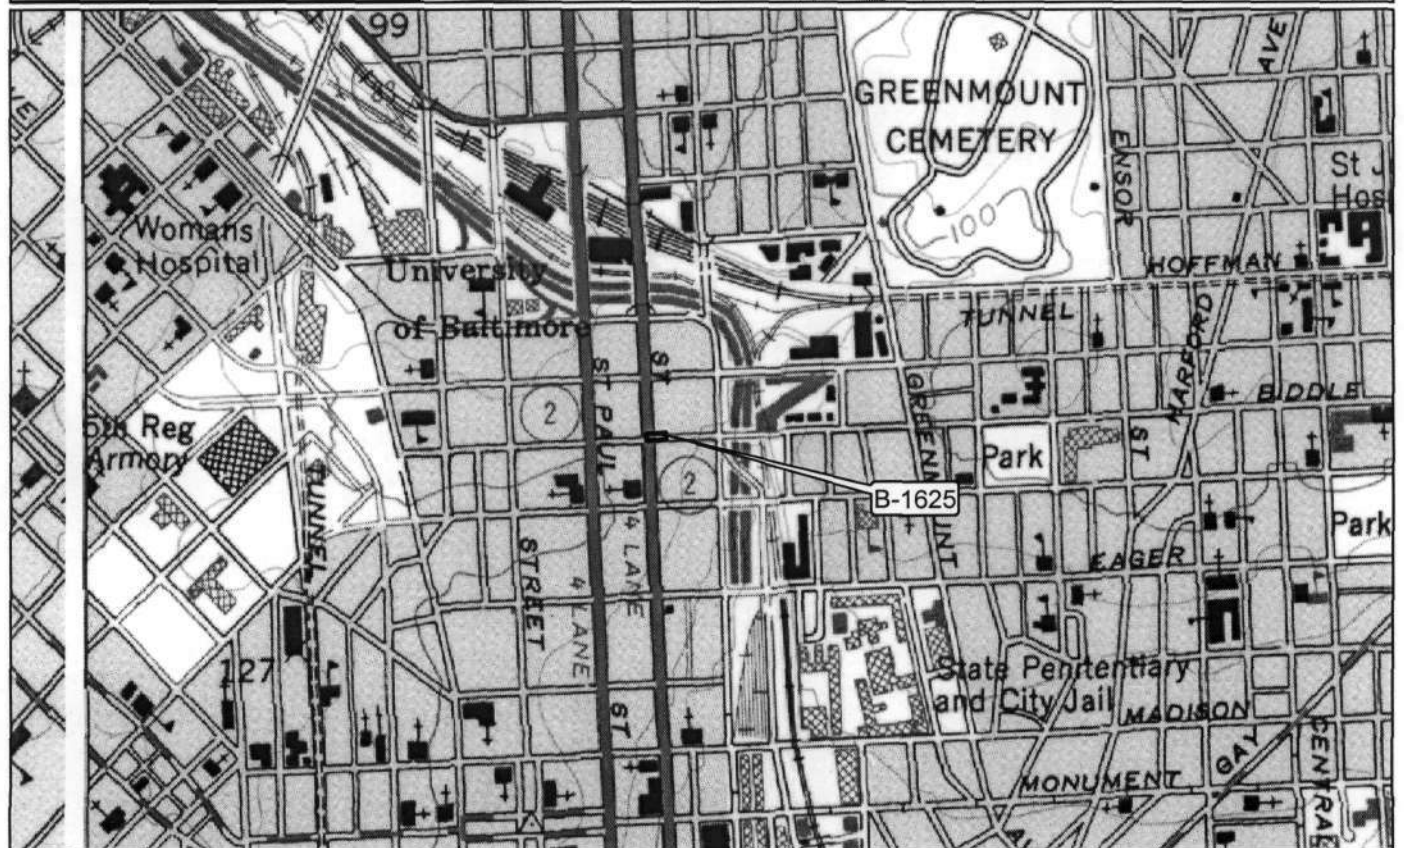 99
83
AVE
GREENMOUNT
CEMETERY
ENSOR
St J
Hosp
100
Womans
Hospital
HOFFMAN
University
of Baltimore
TUNNEL
HARFORD
ST PAUL
ST
GREENMOUNT
BIDDLE
2
5th Reg
Armory
ST
Park
2
B-1625
TUNNEL
Park
4 LANE
STREET
4 LANE
EAGER
127
State Penitentiary
and City Jail
MADISON
ST
GAY
CENTRAL
MONUMENT